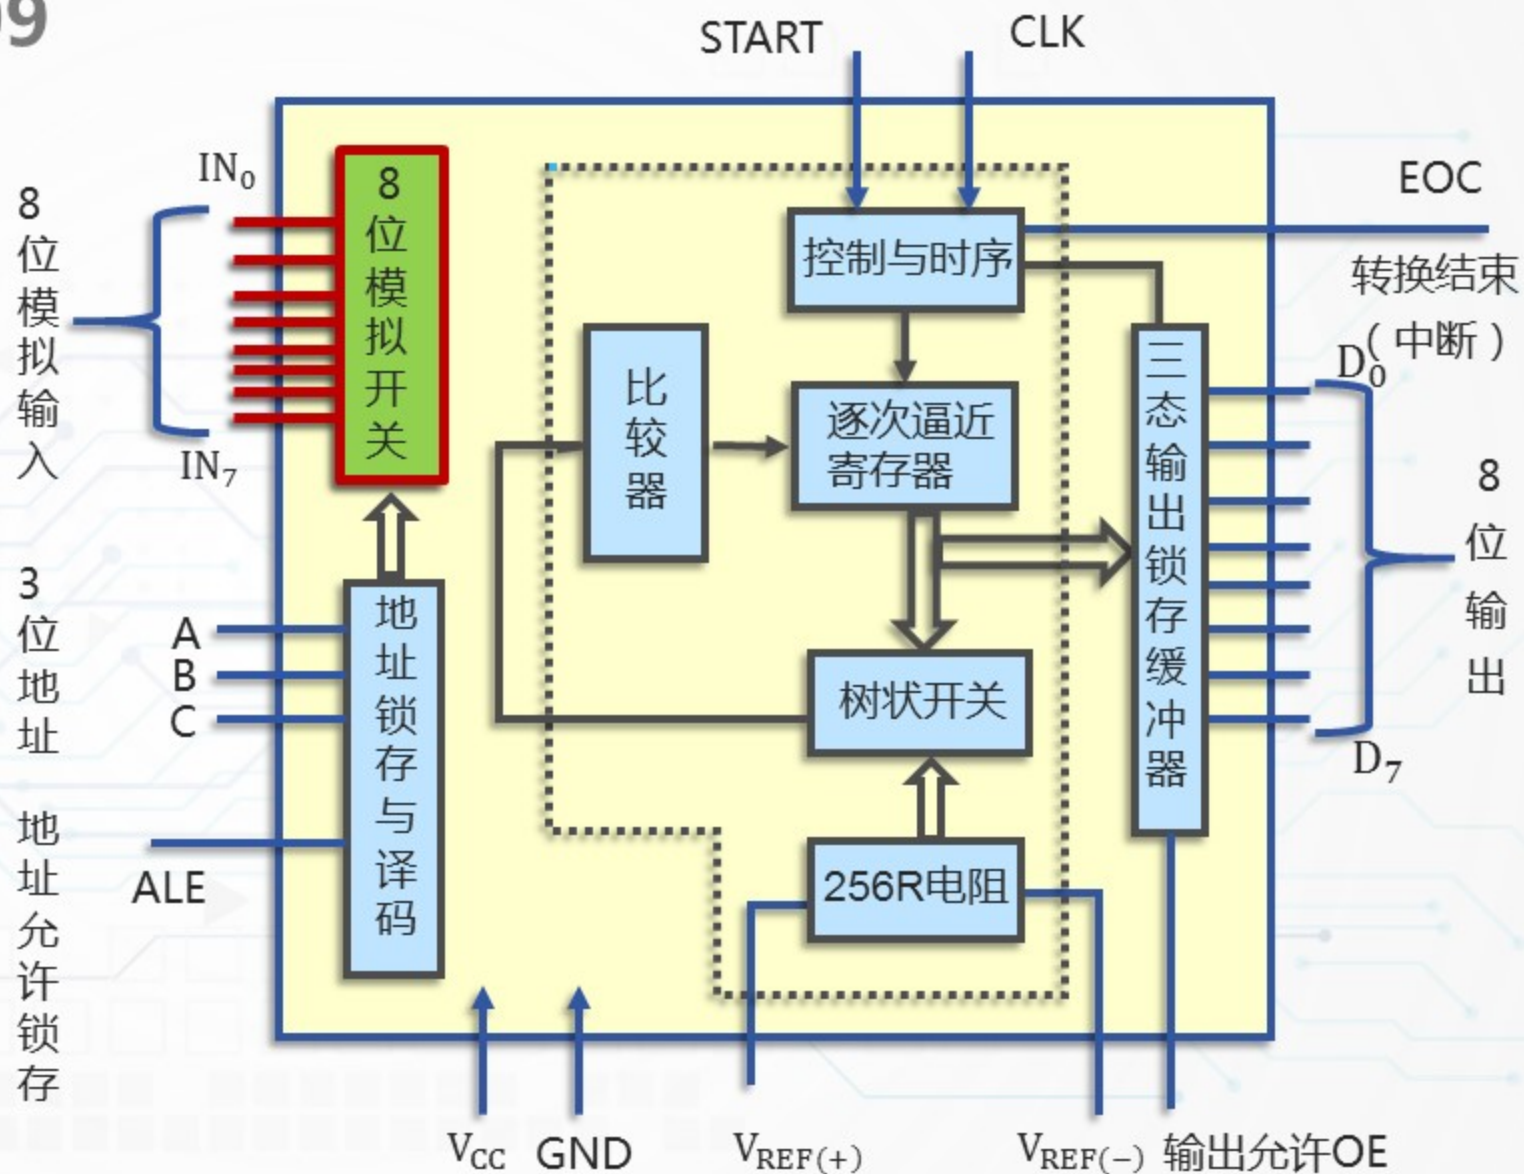 09
START
CLK
IN0
8位模拟输入
IN7
8位模拟开关
控制与时序
EOC
转换结束
（中断）
比较器
逐次逼近
寄存器
三态输出锁存缓冲器
D0
8位输出
D7
3位地址
A
B
C
地址锁存与译码
树状开关
地址允许锁存
ALE
256R电阻
VCC
GND
VREF(+)
VREF(−)
输出允许OE